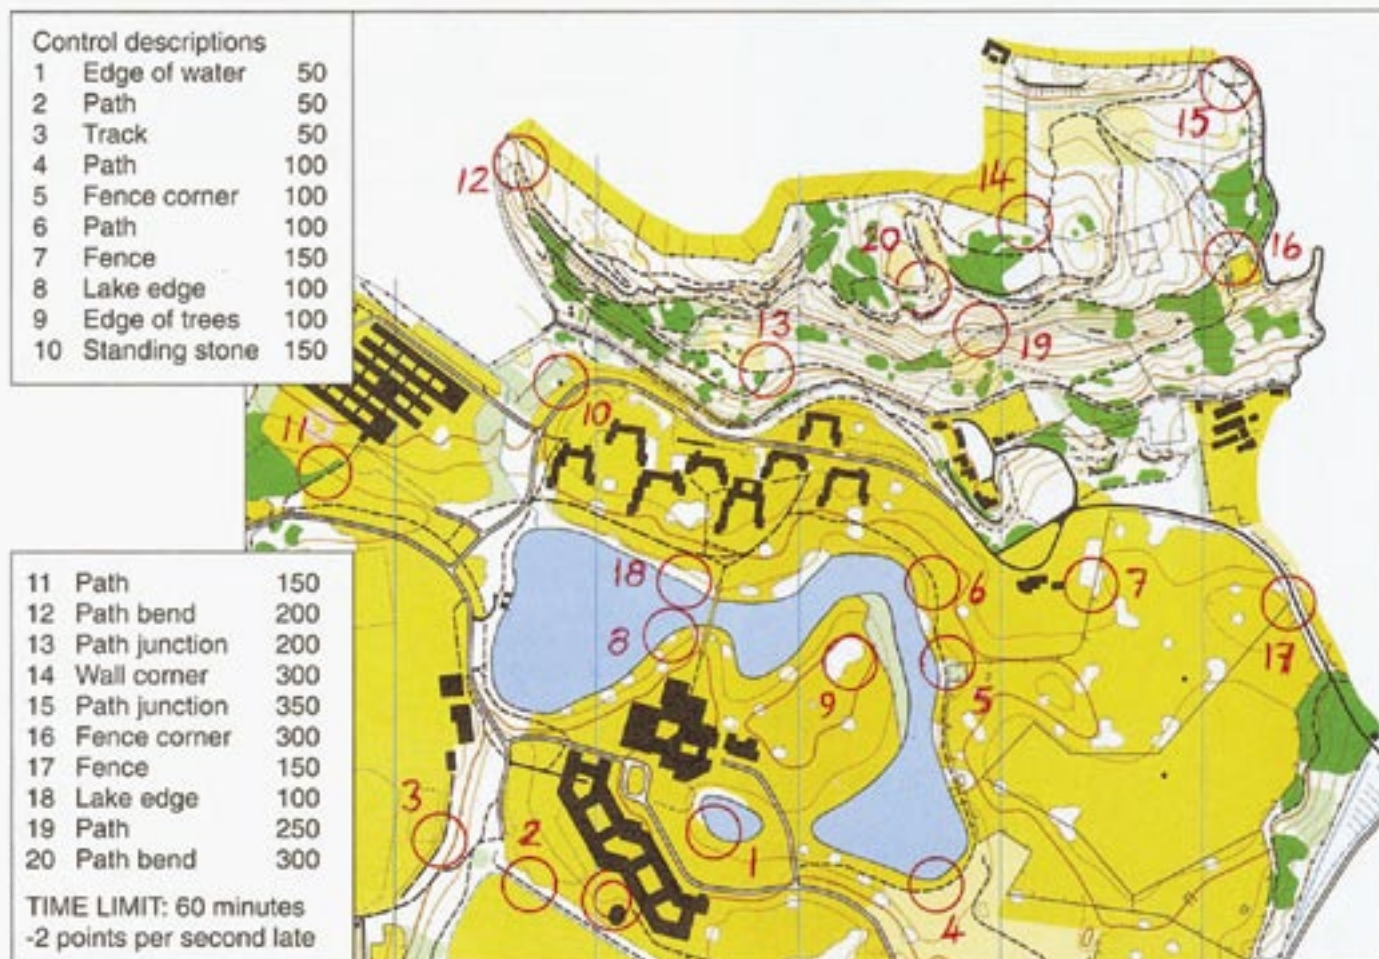 Control descriptions
1 Edge of water 50
2 Path 50
3 Track 50
4 Path 100
5 Fence corner 100
6 Path 100
7 Fence 150
8 Lake edge 100
9 Edge of trees 100
10 Standing stone 150
11 Path 150
12 Path bend 200
13 Path junction 200
14 Wall corner 300
15 Path junction 350
16 Fence corner 300
17 Fence 150
18 Lake edge 100
19 Path 250
20 Path bend 300
TIME LIMIT: 60 minutes
-2 points per second late
15
12
14
20
16
13
19
10
11
18
6
7
8
17
9
5
3
2
1
4